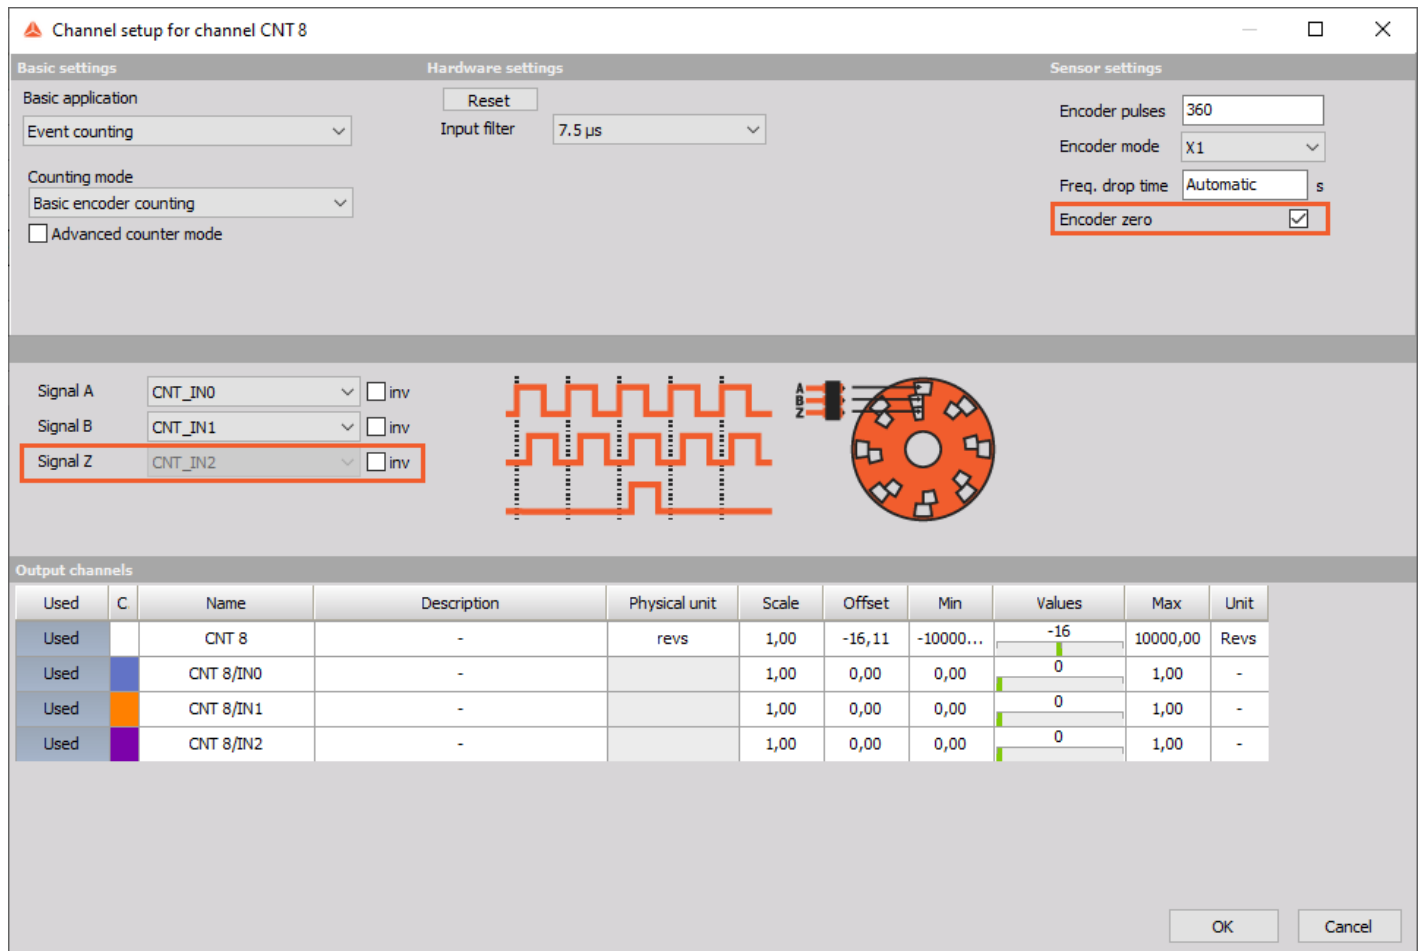 Channel setup for channel CNT 8
Basic settings
Hardware settings
Sensor settings
Basic application
Event counting
Counting mode
Basic encoder counting
Advanced counter mode
Reset
Input filter 7.5 µs
Encoder pulses 360
Encoder mode X1
Freq. drop time Automatic s
Encoder zero
Signal A CNT_IN0 inv
Signal B CNT_IN1 inv
Signal Z CNT_IN2 inv
A
B
Z
Output channels
Used C. Name Description Physical unit Scale Offset Min Values Max Unit
Used CNT 8 - revs 1,00 -16,11 -10000... -16 10000,00 Revs
Used CNT 8/IN0 - 1,00 0,00 0,00 0 1,00 -
Used CNT 8/IN1 - 1,00 0,00 0,00 0 1,00 -
Used CNT 8/IN2 - 1,00 0,00 0,00 0 1,00 -
OK Cancel